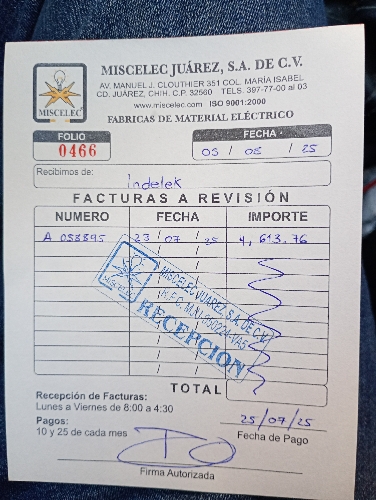 MISCELEC JUÁREZ, S.A. DE C.V.
AV. MANUEL J. CLOUTHIER 351 COL. MARÍA ISABEL
CD. JUÁREZ, CHIH. C.P. 32560 TELS. 397-77-00 al 03
www.miscelec.com ISO 9001:2000
FABRICAS DE MATERIAL ELÉCTRICO
MISCELEC
FOLIO
0466
FECHA
05 / 08 / 25
Recibimos de:
Indelek
FACTURAS A REVISIÓN
NUMERO FECHA IMPORTE
A 058895 23 / 07 / 25 4,613.76
MISCELEC JUAREZ S.A. DE C.V.
R.F.C.
RECEPCION
MISCELEC
TOTAL
Recepción de Facturas:
Lunes a Viernes de 8:00 a 4:30
Pagos:
10 y 25 de cada mes
25/09/25
Fecha de Pago
Firma Autorizada